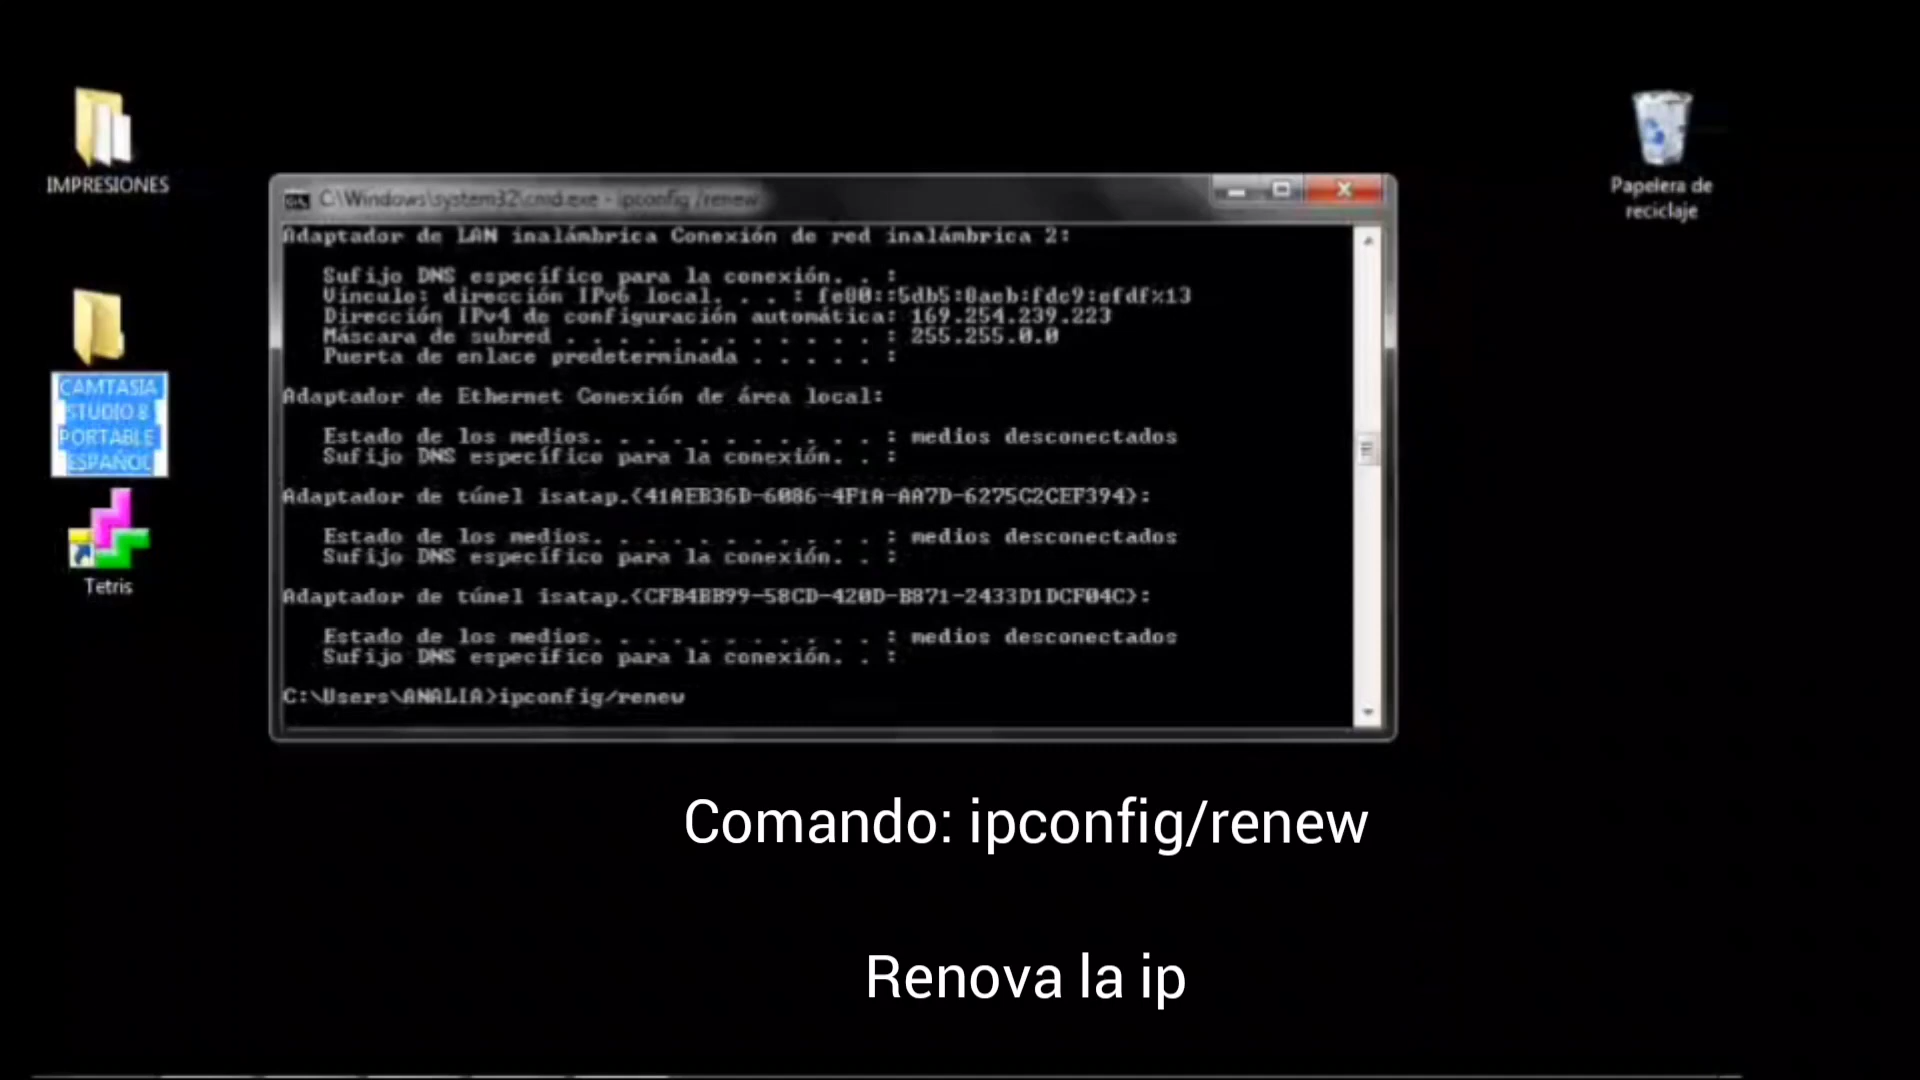 IMPRESIONES
CAMTASIA
STUDIO 8
PORTABLE
ESPAÑOL
Tetris
Papelera de
reciclaje
C:\Windows\system32\cmd.exe - ipconfig /renew
Adaptador de LAN inalámbrica Conexión de red inalámbrica 2:
Sufijo DNS específico para la conexión. . :
Vínculo: dirección IPv6 local. . . : fe80::5db5:8aeb:fdc9:efdf%13
Dirección IPv4 de configuración automática: 169.254.239.223
Máscara de subred . . . . . . . . . . . . : 255.255.0.0
Puerta de enlace predeterminada . . . . . :
Adaptador de Ethernet Conexión de área local:
Estado de los medios. . . . . . . . . . . : medios desconectados
Sufijo DNS específico para la conexión. . :
Adaptador de túnel isatap.{41AEB36D-6086-4F1A-AA7D-6275C2CEF394}:
Estado de los medios. . . . . . . . . . . : medios desconectados
Sufijo DNS específico para la conexión. . :
Adaptador de túnel isatap.{CFB4BB99-58CD-420D-B871-2433D1DCF04C}:
Estado de los medios. . . . . . . . . . . : medios desconectados
Sufijo DNS específico para la conexión. . :
C:\Users\ANALIA>ipconfig/renew
Comando: ipconfig/renew
Renova la ip